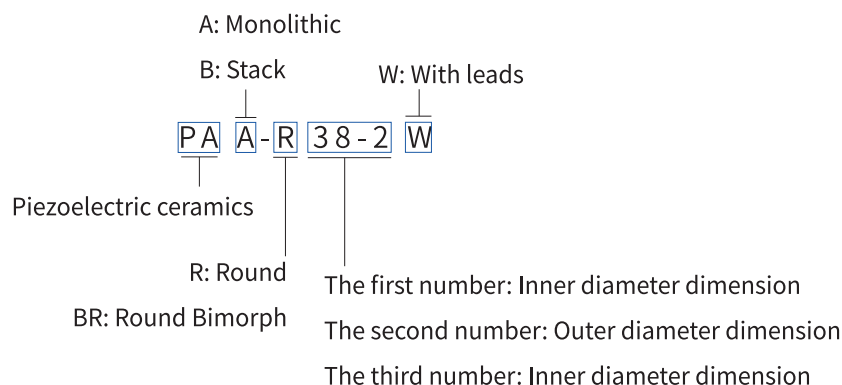 A: Monolithic
B: Stack
W: With leads
PA A-R 38-2 W
Piezoelectric ceramics
R: Round
BR: Round Bimorph
The first number: Inner diameter dimension
The second number: Outer diameter dimension
The third number: Inner diameter dimension